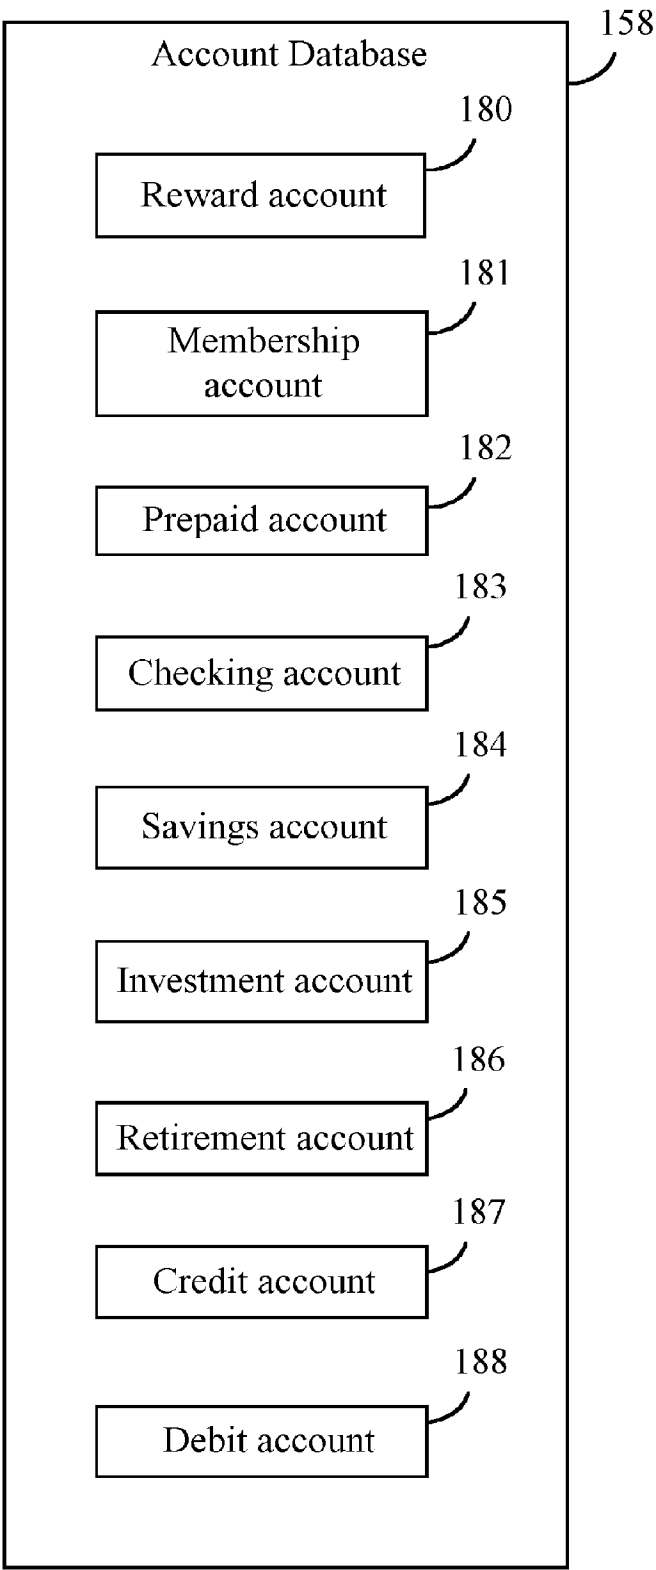 158
Account Database
180
Reward account
181
Membership
account
182
Prepaid account
183
Checking account
184
Savings account
185
Investment account
186
Retirement account
187
Credit account
188
Debit account